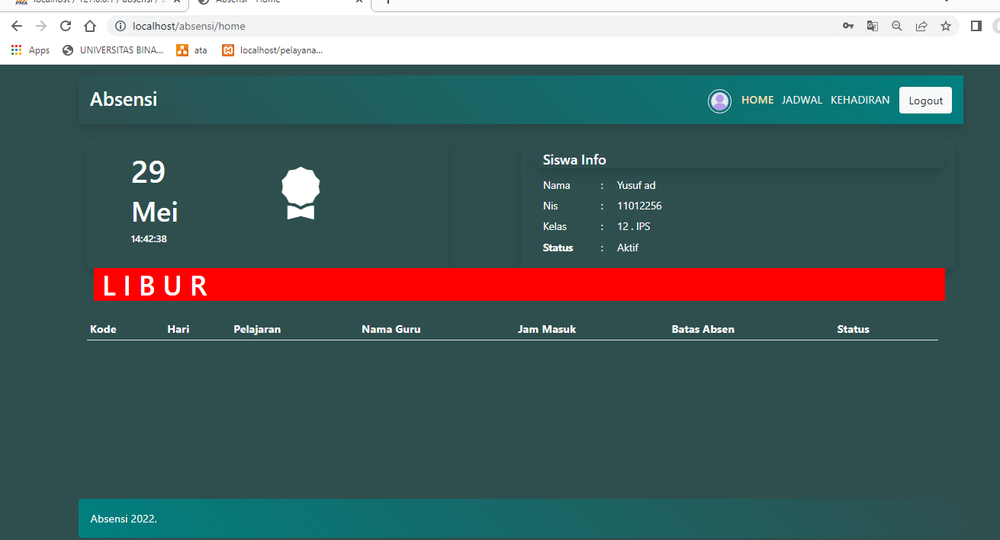 localhost / 127.0.0.1 / absensi / s
Absensi - Home
localhost/absensi/home
Apps
UNIVERSITAS BINA...
ata
localhost/pelayana...
Absensi
HOME JADWAL KEHADIRAN Logout
29
Mei
14:42:38
Siswa Info
Nama : Yusuf ad
Nis : 11012256
Kelas : 12 . IPS
Status : Aktif
L I B U R
Kode Hari Pelajaran Nama Guru Jam Masuk Batas Absen Status
Absensi 2022.